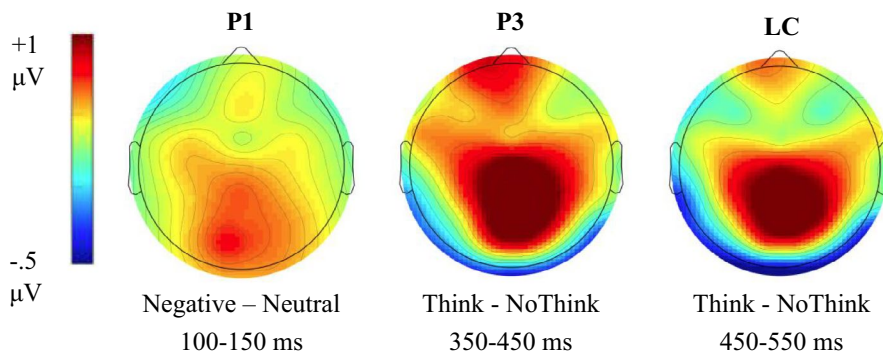 P1 P3 LC
+1
μV
-.5
μV
Negative – Neutral Think - NoThink Think - NoThink
100-150 ms 350-450 ms 450-550 ms